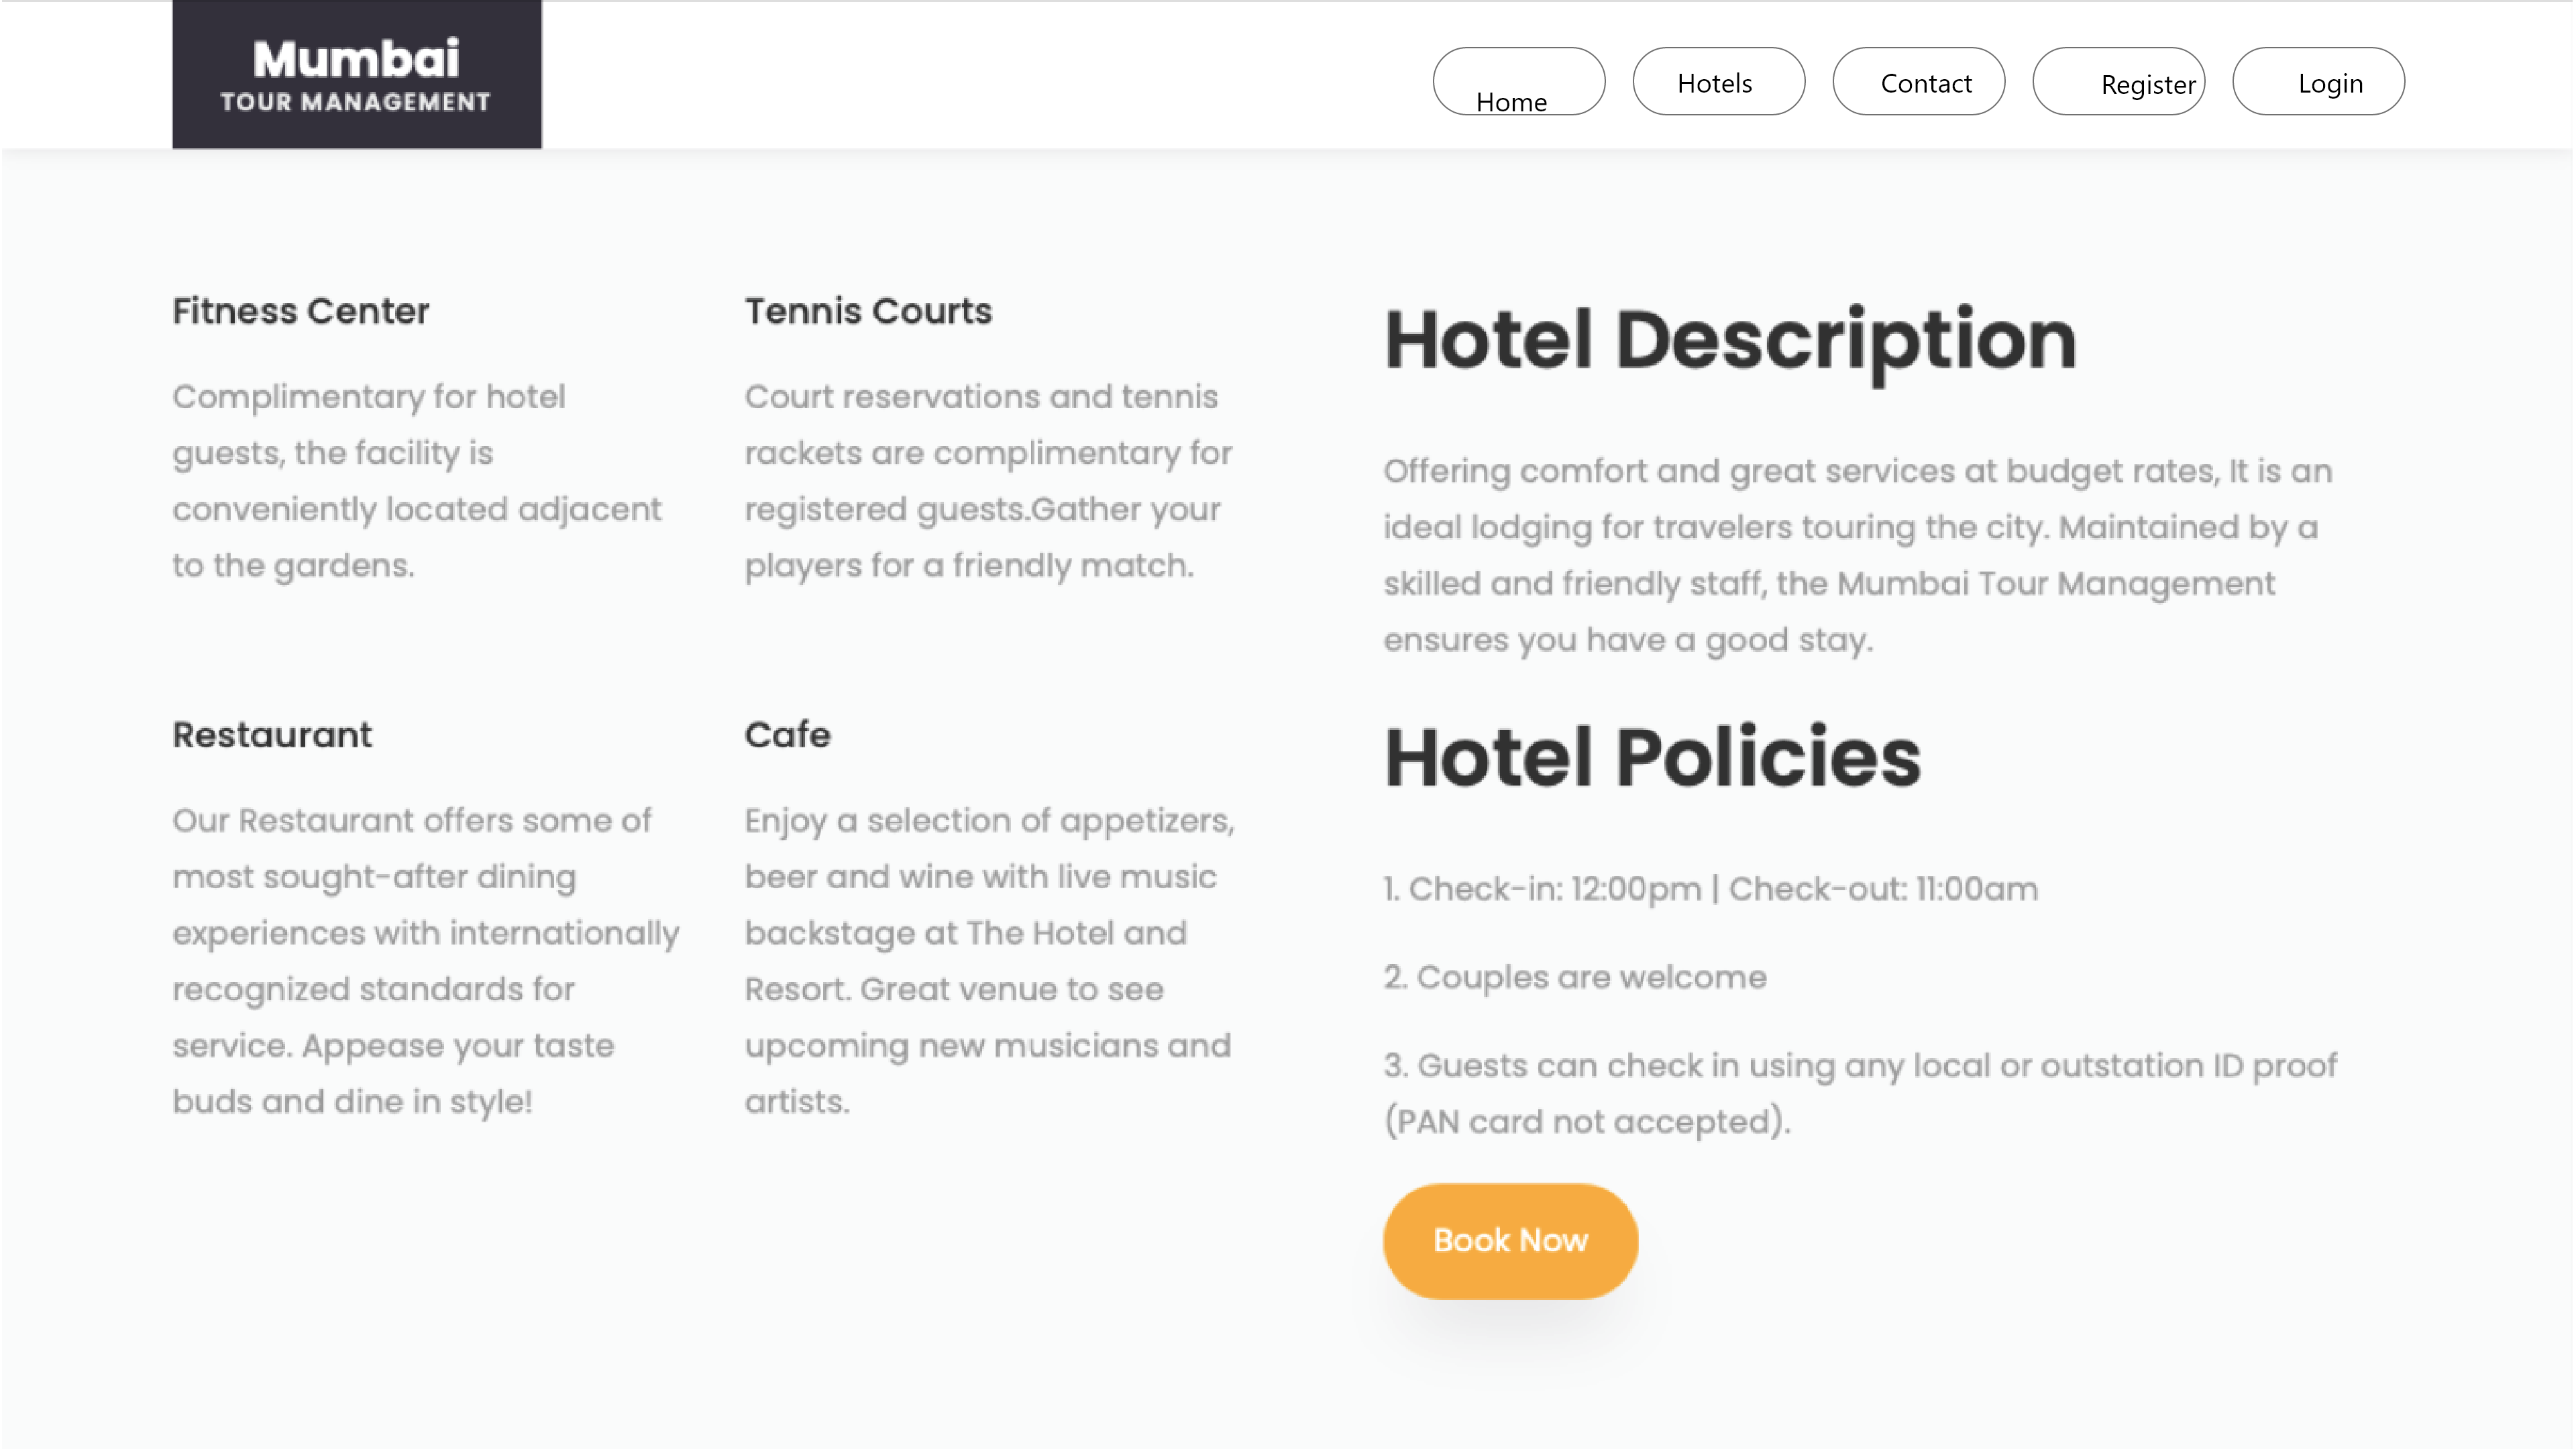 Mumbai
TOUR MANAGEMENT
Home
Hotels
Contact
Register
Login
Fitness Center
Complimentary for hotel
guests, the facility is
conveniently located adjacent
to the gardens.
Tennis Courts
Court reservations and tennis
rackets are complimentary for
registered guests.Gather your
players for a friendly match.
Restaurant
Our Restaurant offers some of
most sought-after dining
experiences with internationally
recognized standards for
service. Appease your taste
buds and dine in style!
Cafe
Enjoy a selection of appetizers,
beer and wine with live music
backstage at The Hotel and
Resort. Great venue to see
upcoming new musicians and
artists.
Hotel Description
Offering comfort and great services at budget rates, It is an
ideal lodging for travelers touring the city. Maintained by a
skilled and friendly staff, the Mumbai Tour Management
ensures you have a good stay.
Hotel Policies
1. Check-in: 12:00pm | Check-out: 11:00am
2. Couples are welcome
3. Guests can check in using any local or outstation ID proof
(PAN card not accepted).
Book Now